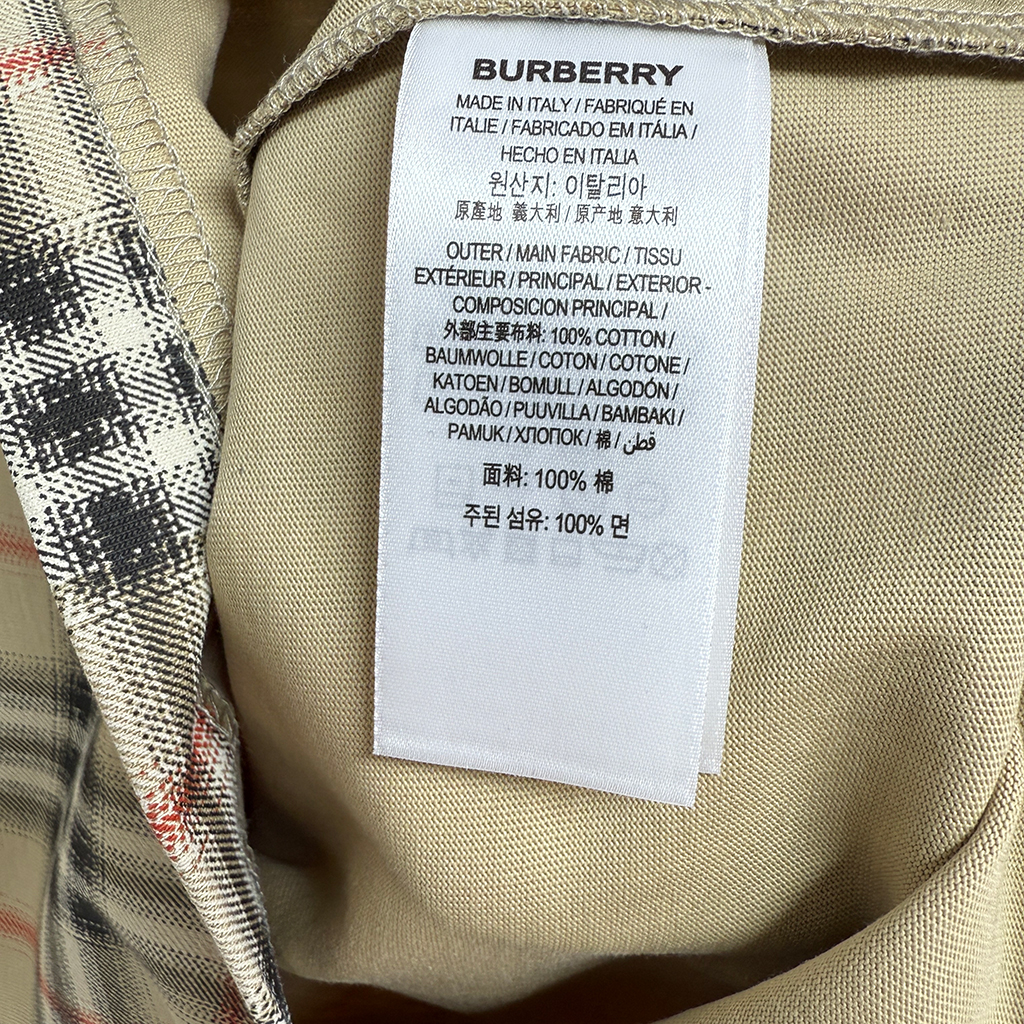 BURBERRY
MADE IN ITALY / FABRIQUÉ EN
ITALIE / FABRICADO EM ITÁLIA /
HECHO EN ITALIA
원산지: 이탈리아
原產地 義大利 / 原产地 意大利
OUTER / MAIN FABRIC / TISSU
EXTÉRIEUR / PRINCIPAL / EXTERIOR -
COMPOSICION PRINCIPAL /
外部主要布料: 100% COTTON /
BAUMWOLLE / COTON / COTONE /
KATOEN / BOMULL / ALGODÓN /
ALGODÃO / PUUVILLA / BAMBAKI /
PAMUK / ХЛОПОК / 棉 / قطن
面料: 100% 棉
주된 섬유: 100% 면